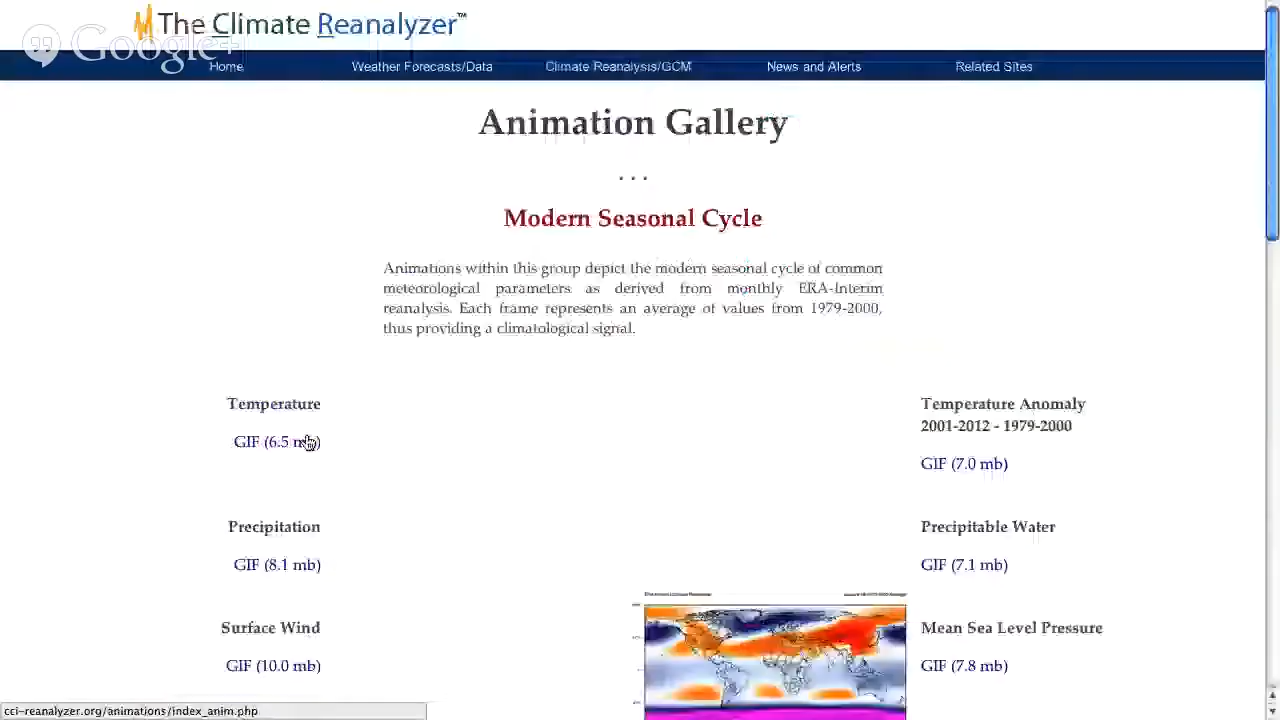 The Climate Reanalyzer™
Google+
Home
Weather Forecasts/Data
Climate Reanalysis/GCM
News and Alerts
Related Sites
Animation Gallery
. . .
Modern Seasonal Cycle
Animations within this group depict the modern seasonal cycle of common
meteorological parameters as derived from monthly ERA-Interim
reanalysis. Each frame represents an average of values from 1979-2000,
thus providing a climatological signal.
Temperature
GIF (6.5 mb)
Temperature Anomaly
2001-2012 - 1979-2000
GIF (7.0 mb)
Precipitation
GIF (8.1 mb)
Precipitable Water
GIF (7.1 mb)
Surface Wind
GIF (10.0 mb)
Mean Sea Level Pressure
GIF (7.8 mb)
cci-reanalyzer.org/animations/index_anim.php